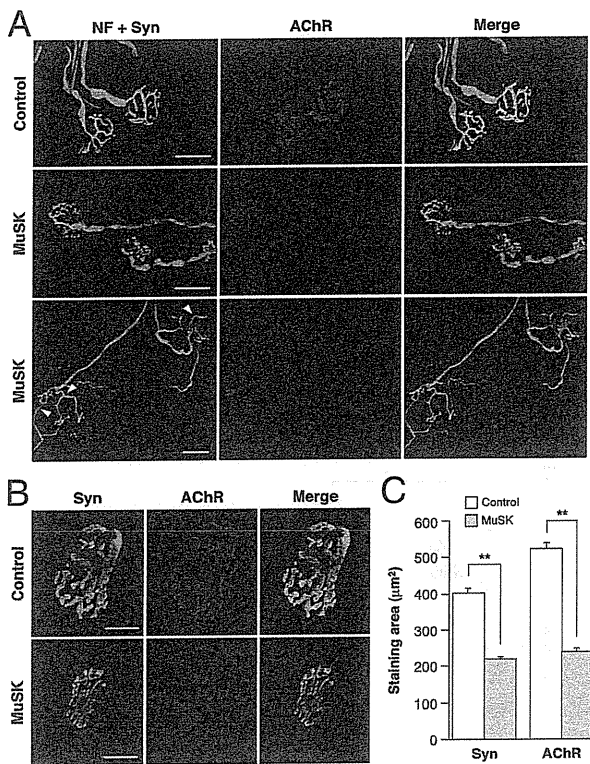 A
NF + Syn AChR Merge
Control
MuSK
MuSK
B
Syn AChR Merge
Control
MuSK
C
Control
MuSK
Staining area (μm²)
600
500
400
300
200
100
0
**
**
Syn AChR